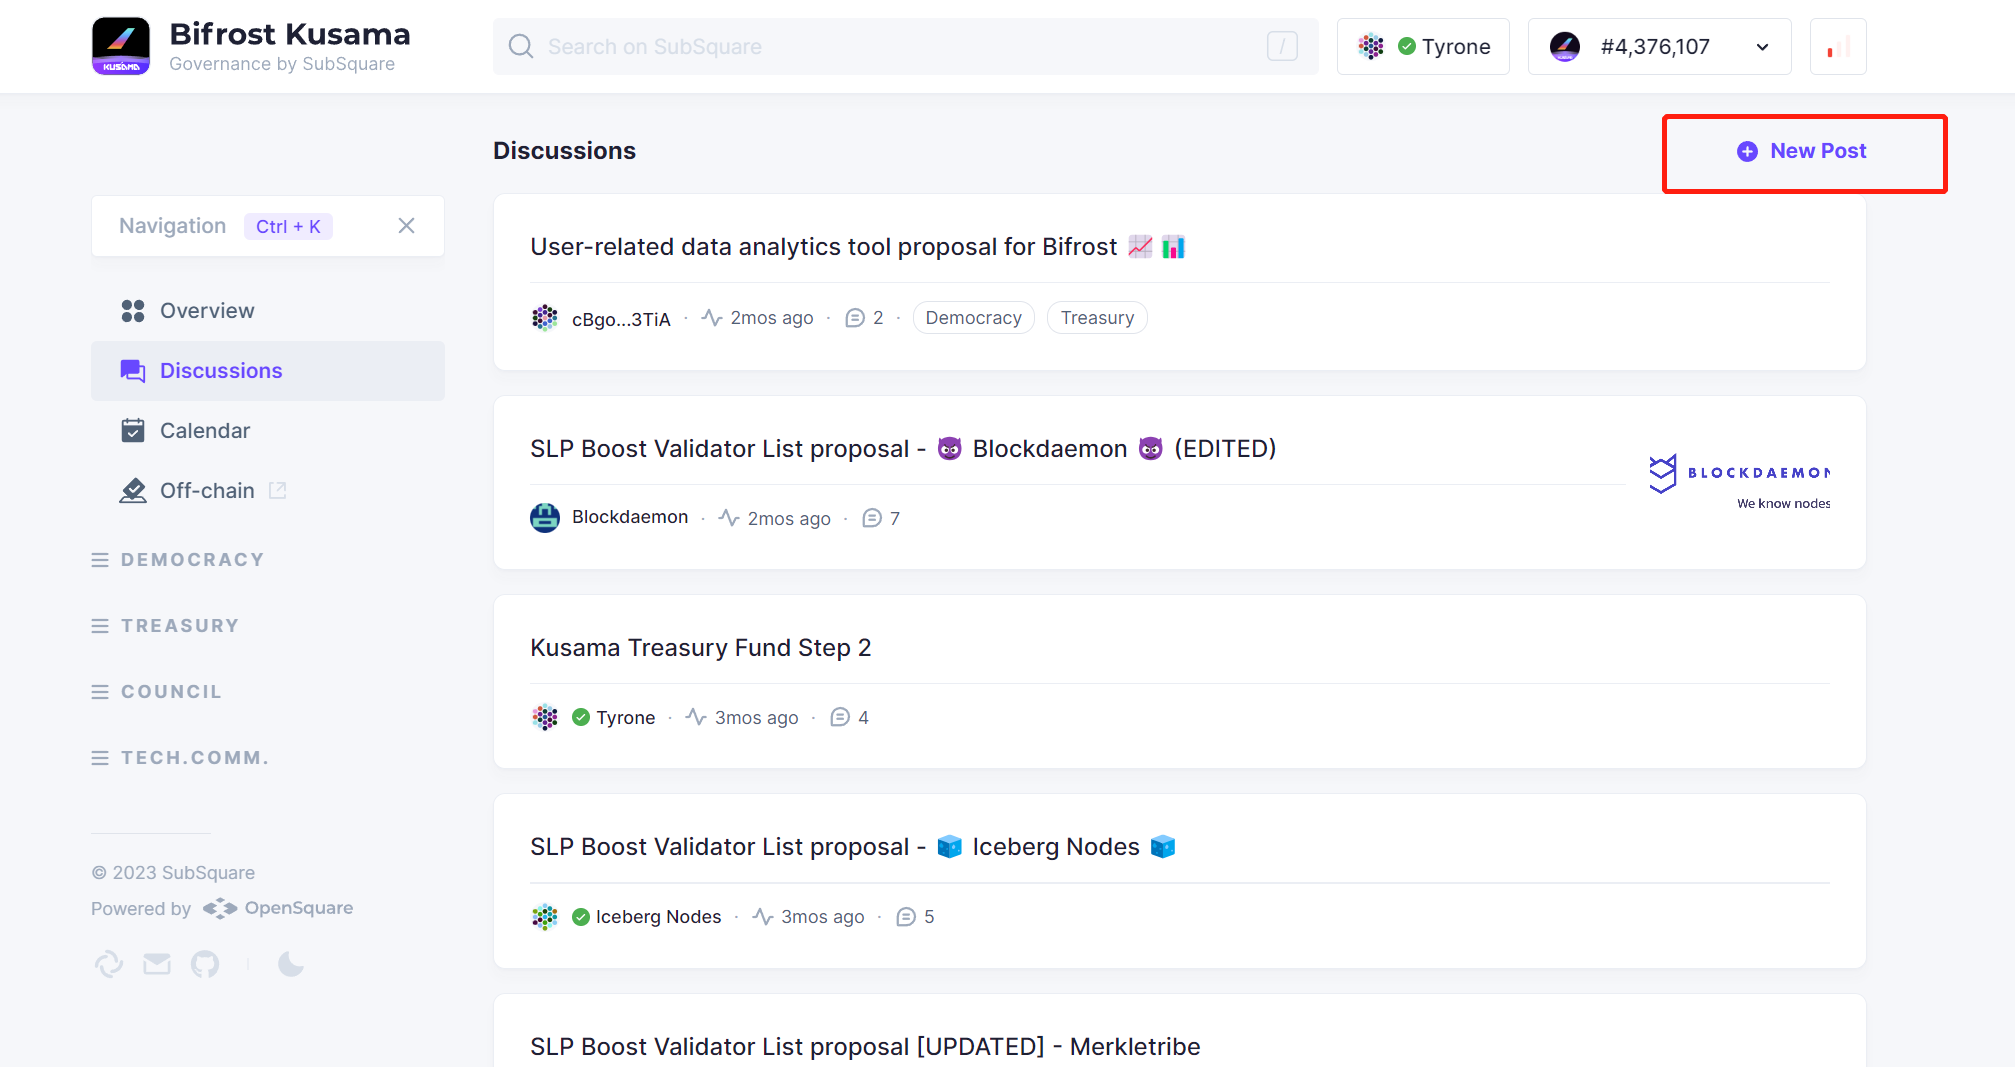 KUSAMA
Bifrost Kusama
Governance by SubSquare
Search on SubSquare
/
Tyrone
#4,376,107
Discussions
New Post
Navigation Ctrl + K
Overview
Discussions
Calendar
Off-chain
DEMOCRACY
TREASURY
COUNCIL
TECH.COMM.
© 2023 SubSquare
Powered by OpenSquare
User-related data analytics tool proposal for Bifrost 📈 📊
cBgo...3TiA · 2mos ago · 2 · Democracy Treasury
SLP Boost Validator List proposal - 😈 Blockdaemon 😈 (EDITED)
Blockdaemon · 2mos ago · 7
BLOCKDAEMON
We know nodes
Kusama Treasury Fund Step 2
Tyrone · 3mos ago · 4
SLP Boost Validator List proposal - 🧊 Iceberg Nodes 🧊
Iceberg Nodes · 3mos ago · 5
SLP Boost Validator List proposal [UPDATED] - Merkletribe